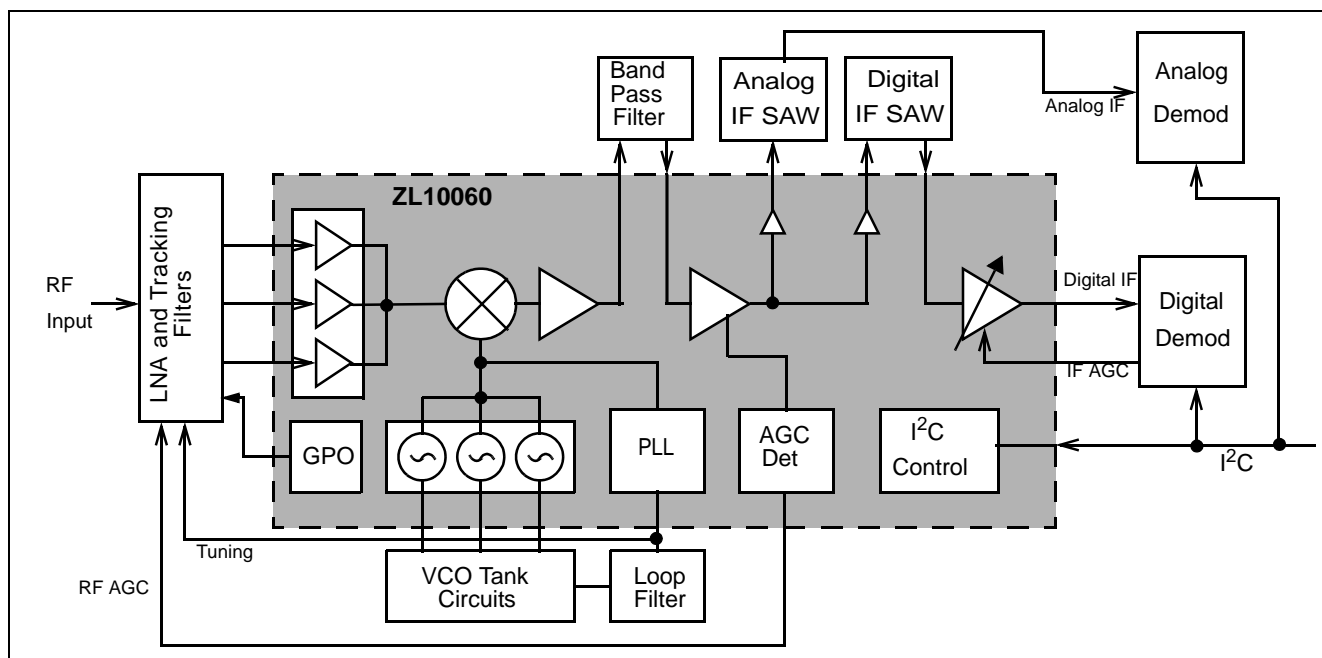 Band
Pass
Filter
Analog
IF SAW
Digital
IF SAW
Analog
Demod
Analog IF
ZL10060
LNA and Tracking
Filters
RF
Input
Digital IF
Digital
Demod
IF AGC
GPO
PLL
AGC
Det
I²C
Control
I²C
Tuning
VCO Tank
Circuits
Loop
Filter
RF AGC